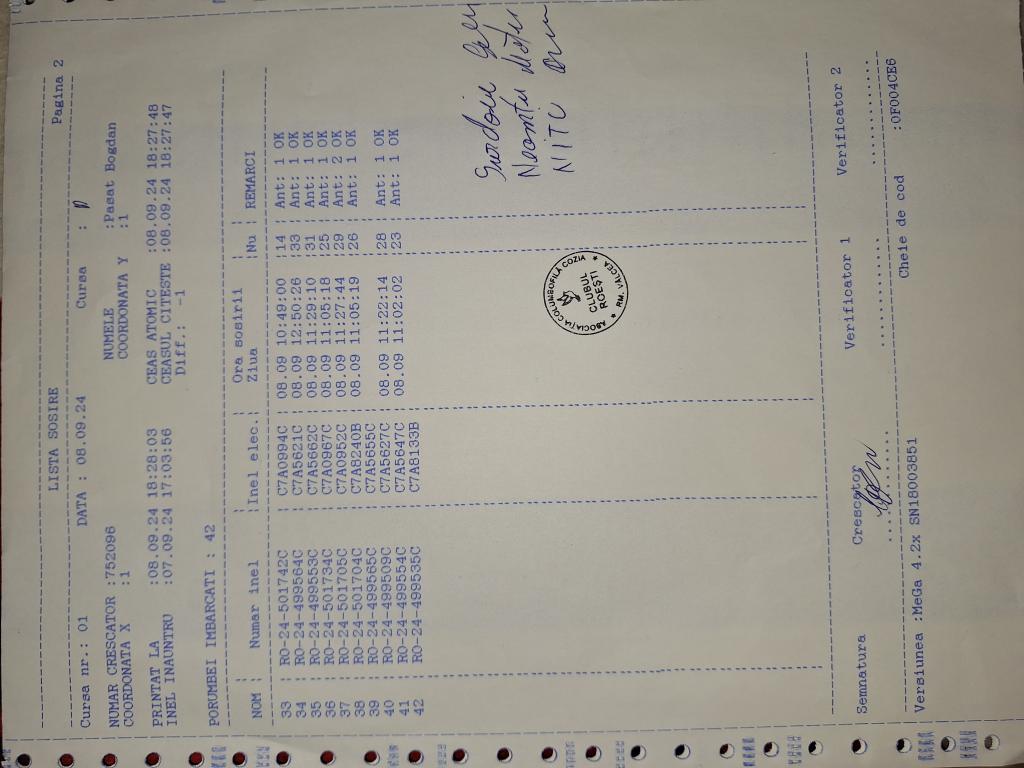 LISTA SOSIRE Pagina 2
Cursa nr.: 01 DATA : 08.09.24 Cursa :
NUMAR CRESCATOR :752096 NUMELE :Pasat Bogdan
COORDONATA X :1 COORDONATA Y :1
PRINTAT LA :08.09.24 18:28:03 CEAS ATOMIC :08.09.24 18:27:48
INEL INAUNTRU :07.09.24 17:03:56 CEASUL CITESTE :08.09.24 18:27:47
Diff.: -1
PORUMBEI IMBARCATI : 42
Ora sosirii
NOM ¦ Numar inel ¦Inel elec.¦ Ziua ¦Nu ¦ REMARCI
33 ¦ RO-24-501742C ¦ C7A0994C ¦ 08.09 10:49:00 ¦14 ¦ Ant: 1 OK
34 ¦ RO-24-499564C ¦ C7A5621C ¦ 08.09 12:50:26 ¦33 ¦ Ant: 1 OK
35 ¦ RO-24-499553C ¦ C7A5662C ¦ 08.09 11:29:10 ¦31 ¦ Ant: 1 OK
36 ¦ RO-24-501734C ¦ C7A0967C ¦ 08.09 11:05:18 ¦25 ¦ Ant: 1 OK
37 ¦ RO-24-501705C ¦ C7A0952C ¦ 08.09 11:27:44 ¦29 ¦ Ant: 2 OK
38 ¦ RO-24-501704C ¦ C7A8240B ¦ 08.09 11:05:19 ¦26 ¦ Ant: 1 OK
39 ¦ RO-24-499565C ¦ C7A5655C ¦
40 ¦ RO-24-499509C ¦ C7A5627C ¦ 08.09 11:22:14 ¦28 ¦ Ant: 1 OK
41 ¦ RO-24-499554C ¦ C7A5647C ¦ 08.09 11:02:02 ¦23 ¦ Ant: 1 OK
42 ¦ RO-24-499535C ¦ C7A8133B ¦
Neamtu
NITU
ASOCIATIA COLUMBOFILA COZIA
CLUBUL
ROEȘTI
★ RM. VALCEA ★
Semnatura Crescator Verificator 1 Verificator 2
Versiunea :MeGa 4.2x SN18003851 Cheie de cod :0F004CE6